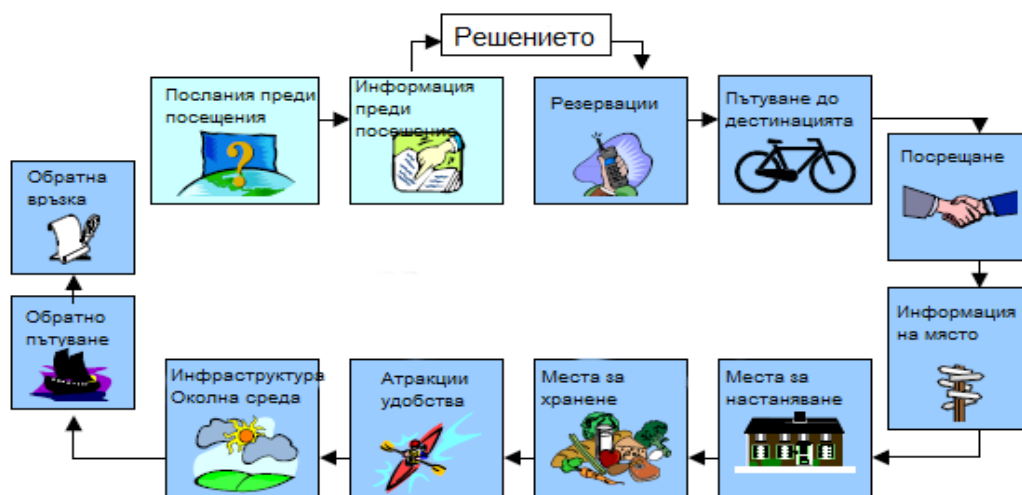 Решението
Послания преди
посещения
Информация
преди
посещение
Резервации
Пътуване до
дестинацията
Посрещане
Информация
на място
Места за
настаняване
Места за
хранене
Атракции
удобства
Инфраструктура
Околна среда
Обратно
пътуване
Обратна
връзка